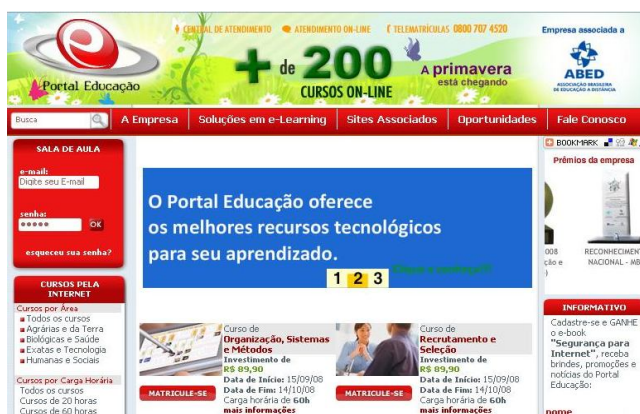 CENTRAL DE ATENDIMENTO ATENDIMENTO ON-LINE TELEMATRÍCULAS 0800 707 4520
Portal Educação
+ de 200
CURSOS ON-LINE
A primavera
está chegando
Empresa associada a
ABED
ASSOCIAÇÃO BRASILEIRA
DE EDUCAÇÃO A DISTÂNCIA
Busca
A Empresa Soluções em e-Learning Sites Associados Oportunidades Fale Conosco
SALA DE AULA
e-mail:
Digite seu E-mail
senha:
OK
esqueceu sua senha?
CURSOS PELA
INTERNET
Cursos por Área
Todos os cursos
Agrárias e da Terra
Biológicas e Saúde
Exatas e Tecnologia
Humanas e Sociais
Cursos por Carga Horária
Todos os cursos
Cursos de 20 horas
Cursos de 60 horas
O Portal Educação oferece
os melhores recursos tecnológicos
para seu aprendizado.
1 2 3
Curso de
Organização, Sistemas
e Métodos
Investimento de
R$ 89,90
Data de Início: 15/09/08
Data de Fim: 14/10/08
Carga horária de 60h
mais informações
MATRICULE-SE
Curso de
Recrutamento e
Seleção
Investimento de
R$ 89,90
Data de Início: 15/09/08
Data de Fim: 14/10/08
Carga horária de 60h
mais informações
MATRICULE-SE
BOOKMARK
Prêmios da empresa
RECONHECIMEN
NACIONAL - MB
INFORMATIVO
Cadastre-se e GANHE
o e-book
"Segurança para
Internet", receba
brindes, promoções e
notícias do Portal
Educação:
nome